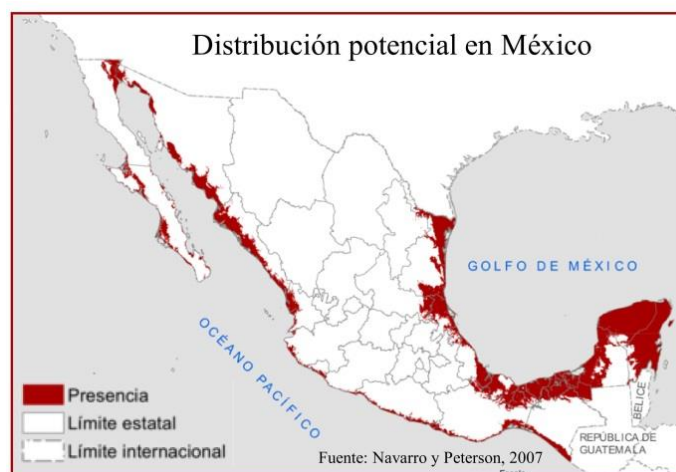 Distribución potencial en México
GOLFO DE MÉXICO
OCÉANO PACÍFICO
BELICE
REPÚBLICA DE
GUATEMALA
Presencia
Límite estatal
Límite internacional
Fuente: Navarro y Peterson, 2007